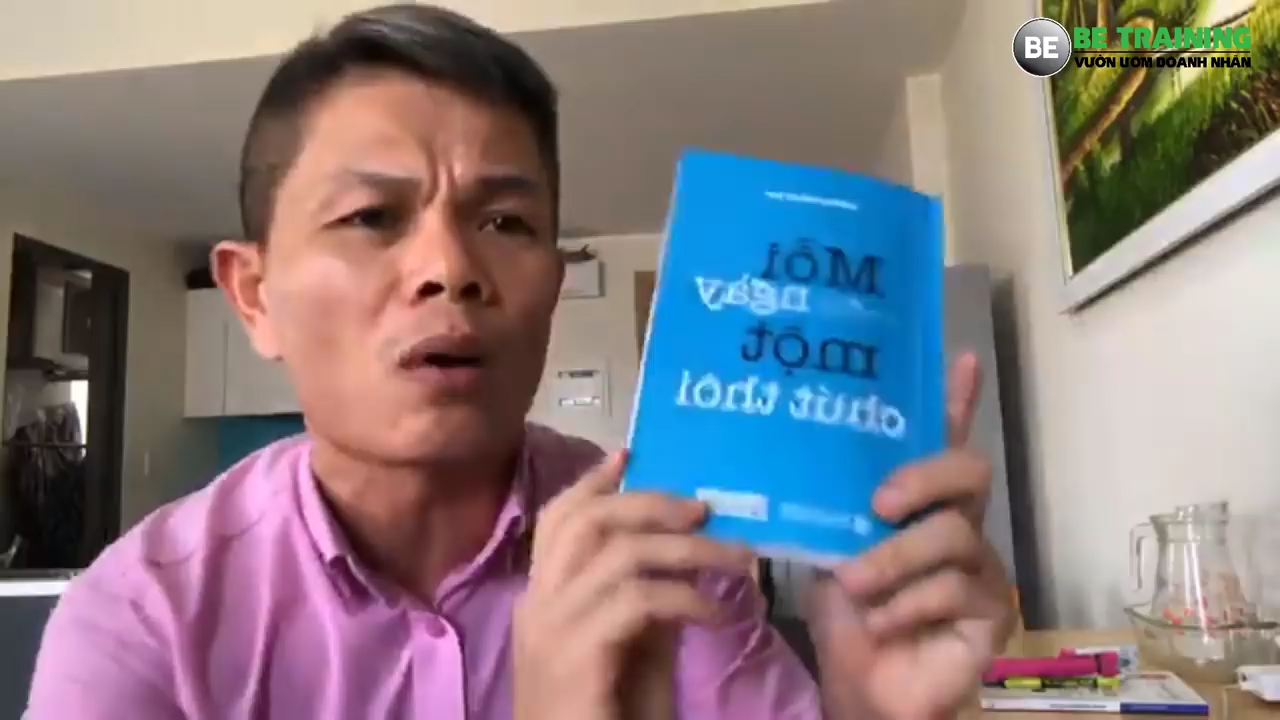 BE
BE TRAINING
VƯỜN ƯƠM DOANH NHÂN
Mỗi
ngày
một
chút thôi